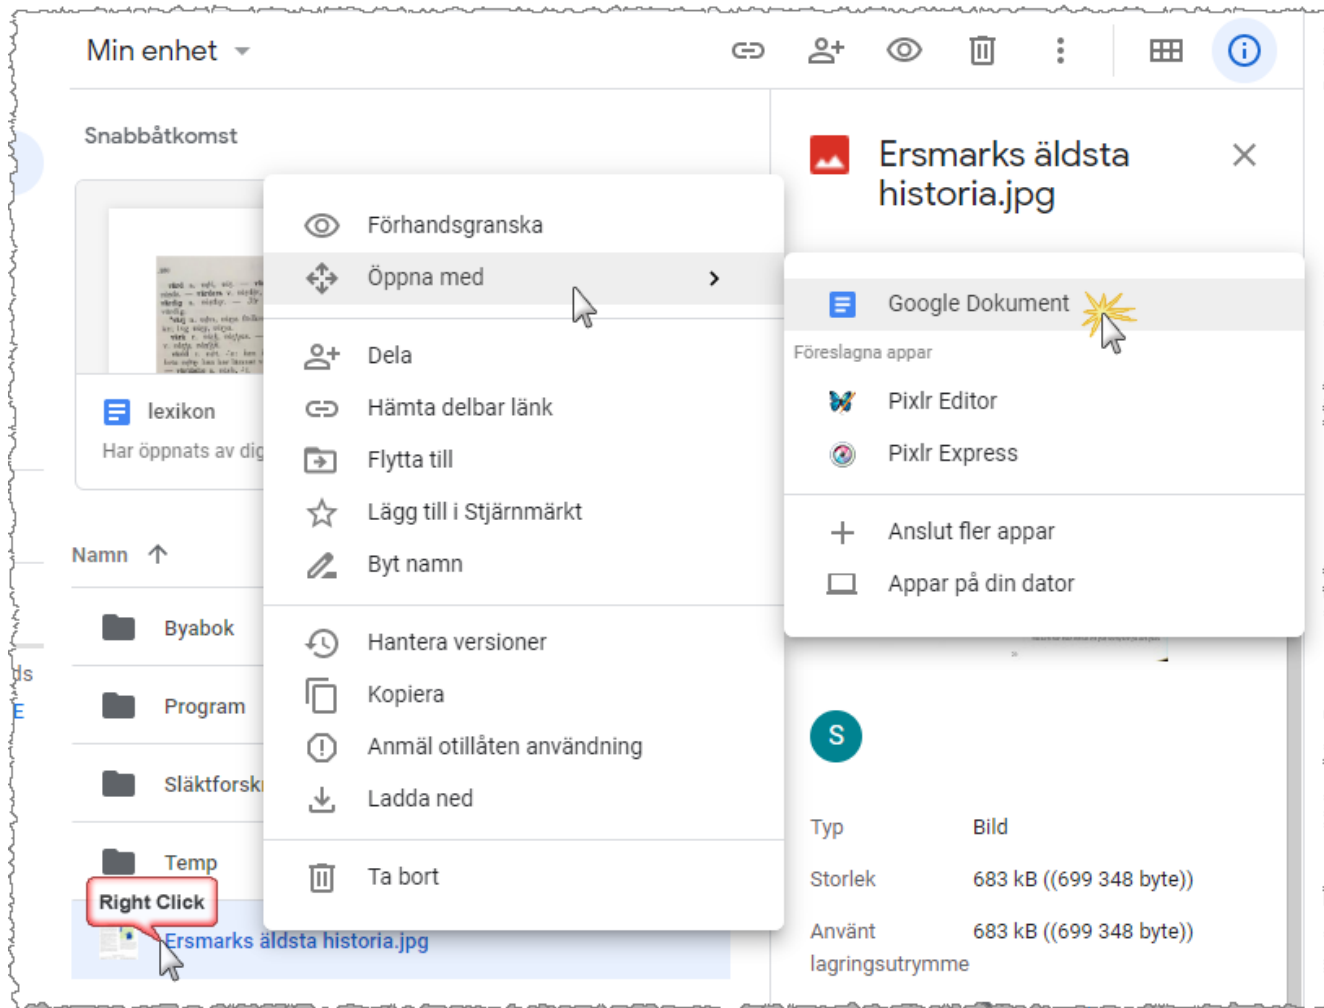 Min enhet
Snabbåtkomst
lexikon
Har öppnats av dig
Namn
Byabok
Program
Släktforskn
Temp
Right Click
Ersmarks äldsta historia.jpg
Förhandsgranska
Öppna med
Dela
Hämta delbar länk
Flytta till
Lägg till i Stjärnmärkt
Byt namn
Hantera versioner
Kopiera
Anmäl otillåten användning
Ladda ned
Ta bort
Ersmarks äldsta
historia.jpg
Google Dokument
Föreslagna appar
Pixlr Editor
Pixlr Express
Anslut fler appar
Appar på din dator
S
Typ Bild
Storlek 683 kB ((699 348 byte))
Använt 683 kB ((699 348 byte))
lagringsutrymme
ds
E